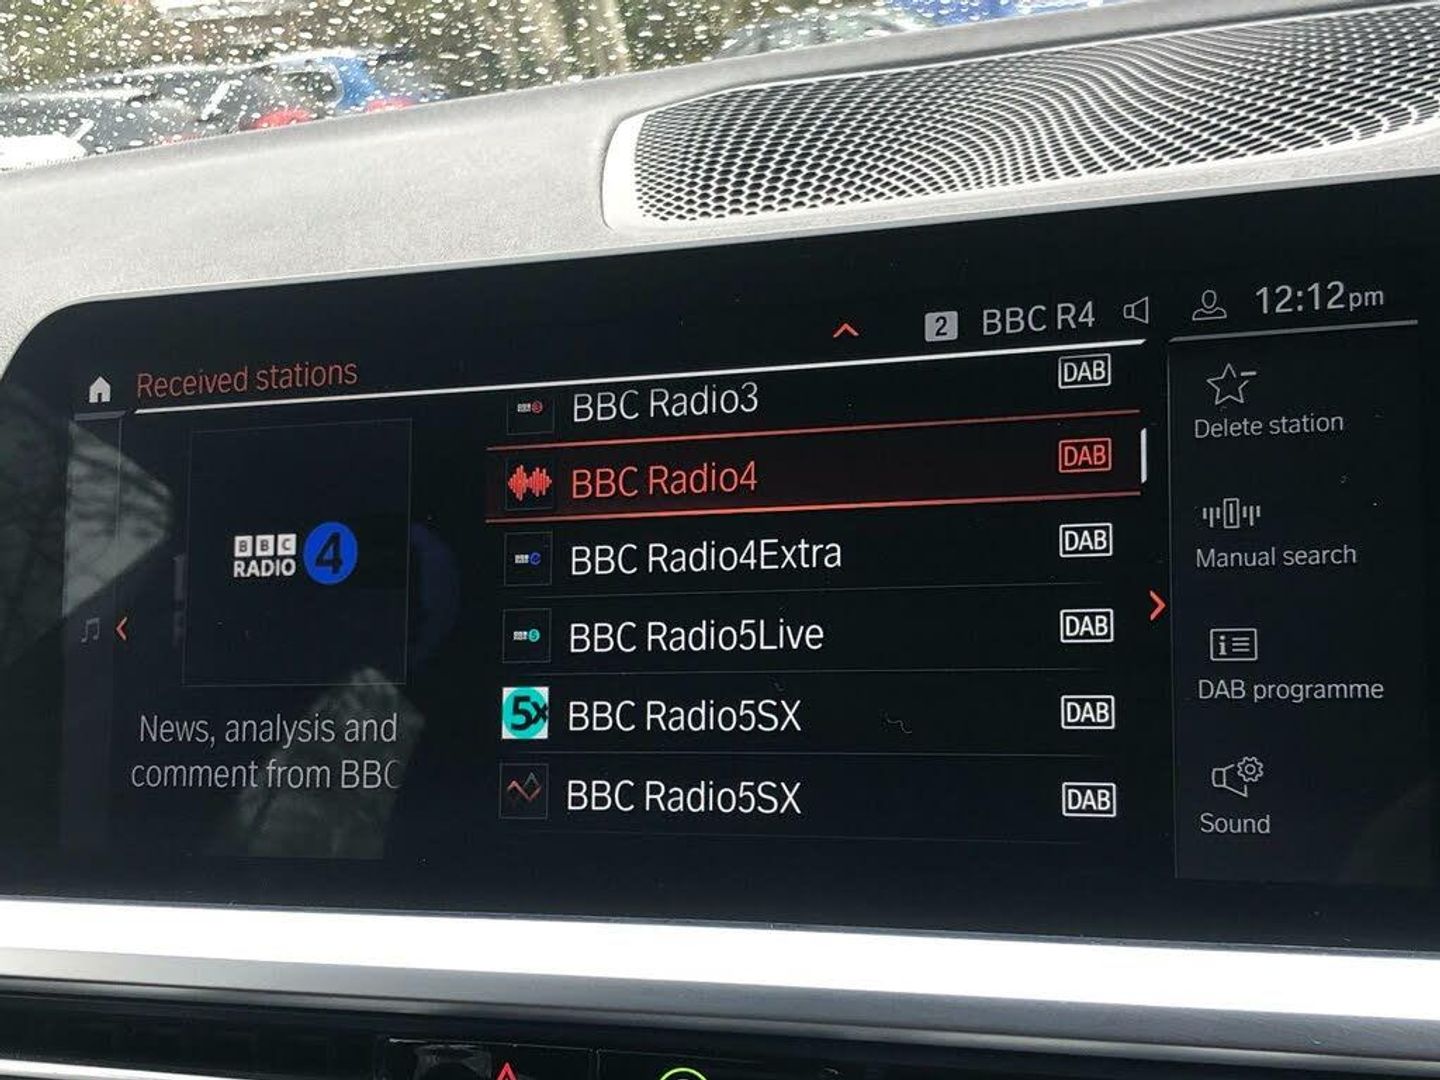 2 BBC R4 12:12 pm
Received stations
BBC Radio3 DAB
BBC Radio4 DAB
BBC Radio4Extra DAB
BBC Radio5Live DAB
5X BBC Radio5SX DAB
BBC Radio5SX DAB
BBC
RADIO 4
News, analysis and
comment from BBC
Delete station
Manual search
DAB programme
Sound